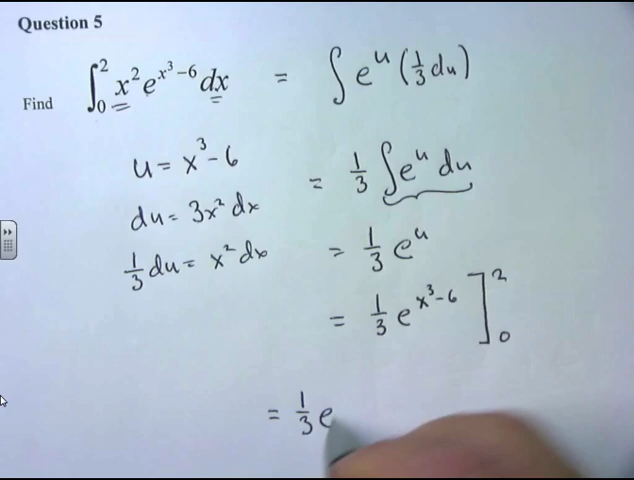 Question 5
Find ∫₀² x² e^(x³−6) dx = ∫ e^u (1/3 du)
u = x³ − 6
= 1/3 ∫ e^u du
du = 3x² dx
= 1/3 e^u
1/3 du = x² dx
= 1/3 e^(x³−6) ]₀²
= 1/3 e